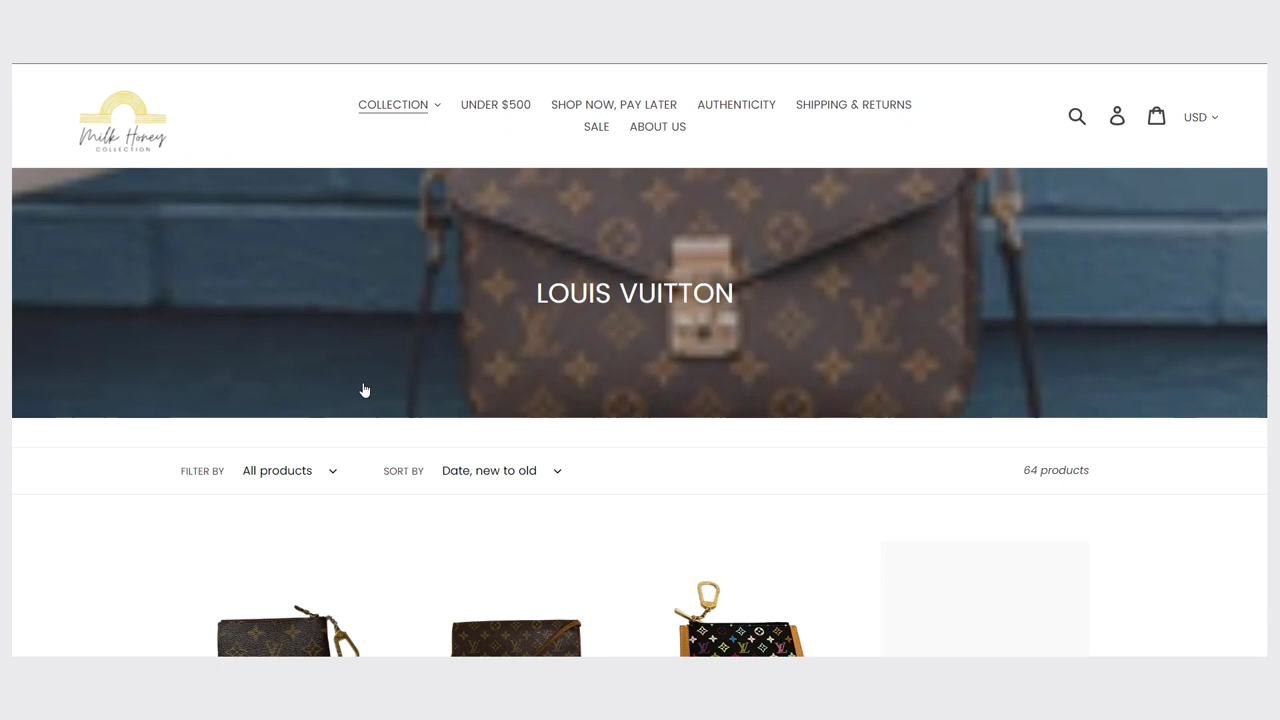 Milk Honey
COLLECTION
COLLECTION
UNDER $500
SHOP NOW, PAY LATER
AUTHENTICITY
SHIPPING & RETURNS
SALE
ABOUT US
USD
LOUIS VUITTON
FILTER BY
All products
SORT BY
Date, new to old
64 products